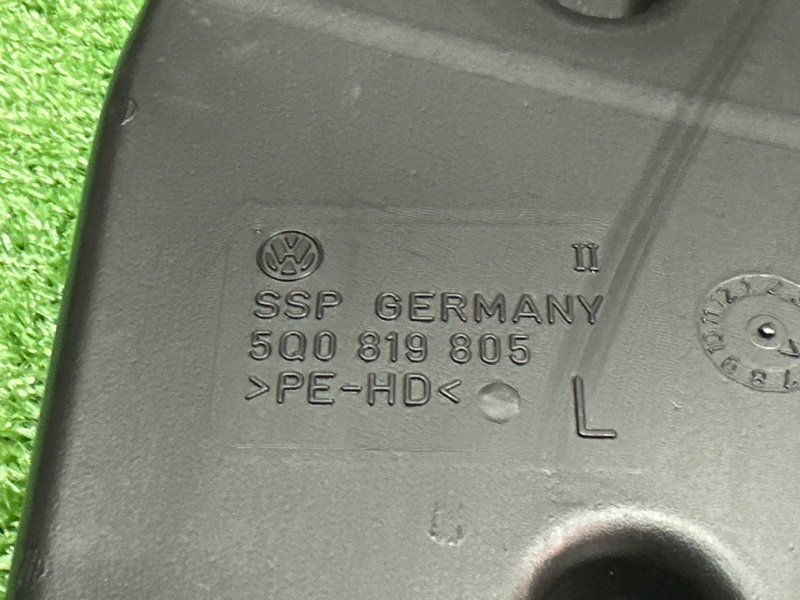 II
SSP GERMANY
5Q0 819 805
>PE-HD<
L